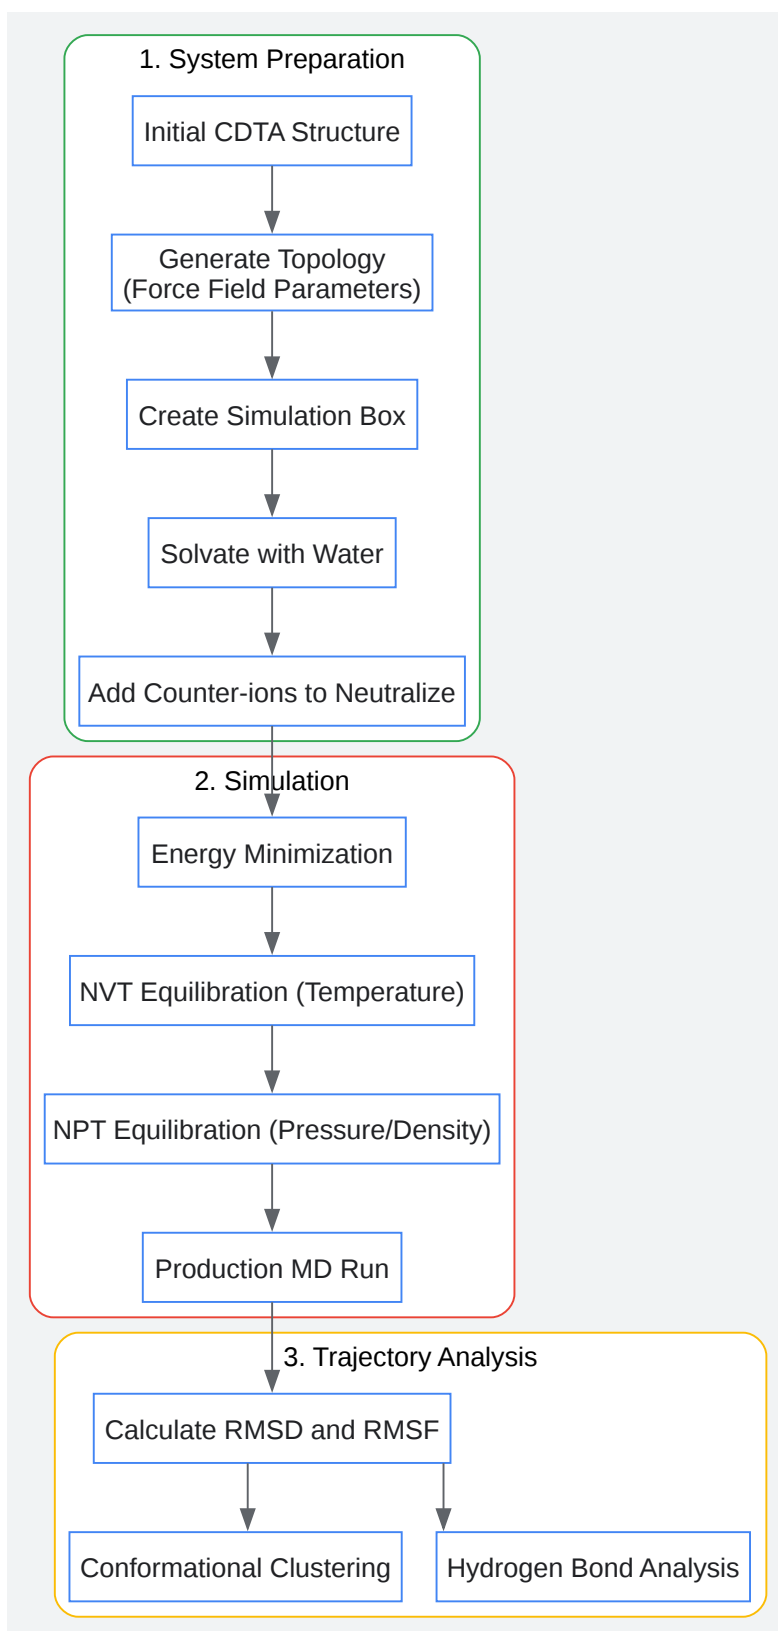 1. System Preparation
Initial CDTA Structure
Generate Topology
(Force Field Parameters)
Create Simulation Box
Solvate with Water
Add Counter-ions to Neutralize
2. Simulation
Energy Minimization
NVT Equilibration (Temperature)
NPT Equilibration (Pressure/Density)
Production MD Run
3. Trajectory Analysis
Calculate RMSD and RMSF
Conformational Clustering
Hydrogen Bond Analysis